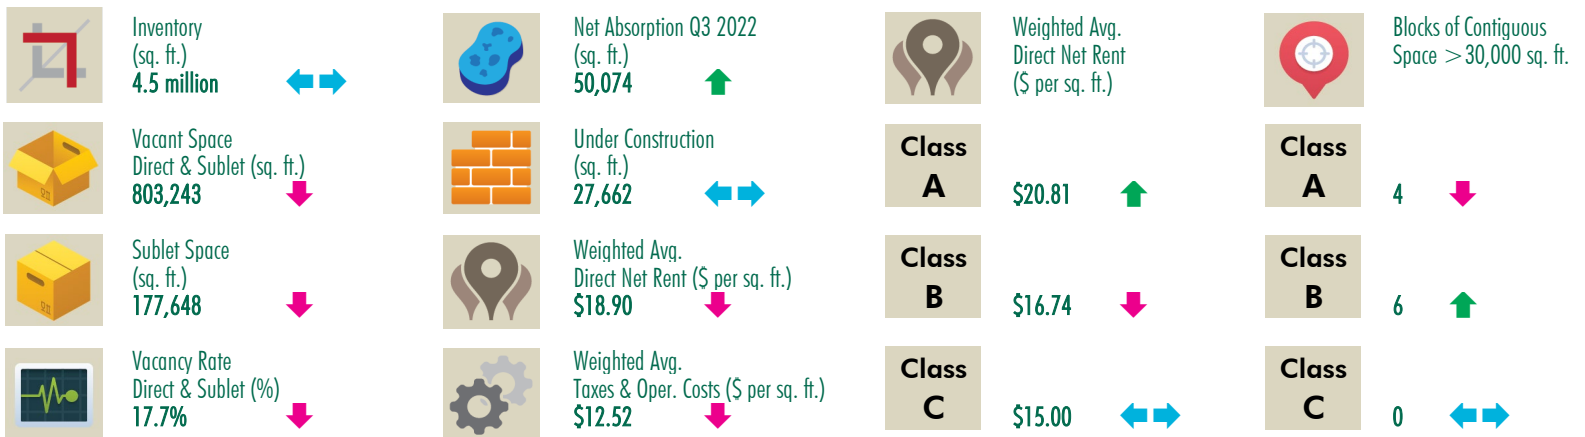 Inventory
(sq. ft.)
4.5 million
Vacant Space
Direct & Sublet (sq. ft.)
803,243
Sublet Space
(sq. ft.)
177,648
Vacancy Rate
Direct & Sublet (%)
17.7%
Net Absorption Q3 2022
(sq. ft.)
50,074
Under Construction
(sq. ft.)
27,662
Weighted Avg.
Direct Net Rent ($ per sq. ft.)
$18.90
Weighted Avg.
Taxes & Oper. Costs ($ per sq. ft.)
$12.52
Weighted Avg.
Direct Net Rent
($ per sq. ft.)
Class
A
$20.81
Class
B
$16.74
Class
C
$15.00
Blocks of Contiguous
Space >30,000 sq. ft.
Class
A
4
Class
B
6
Class
C
0